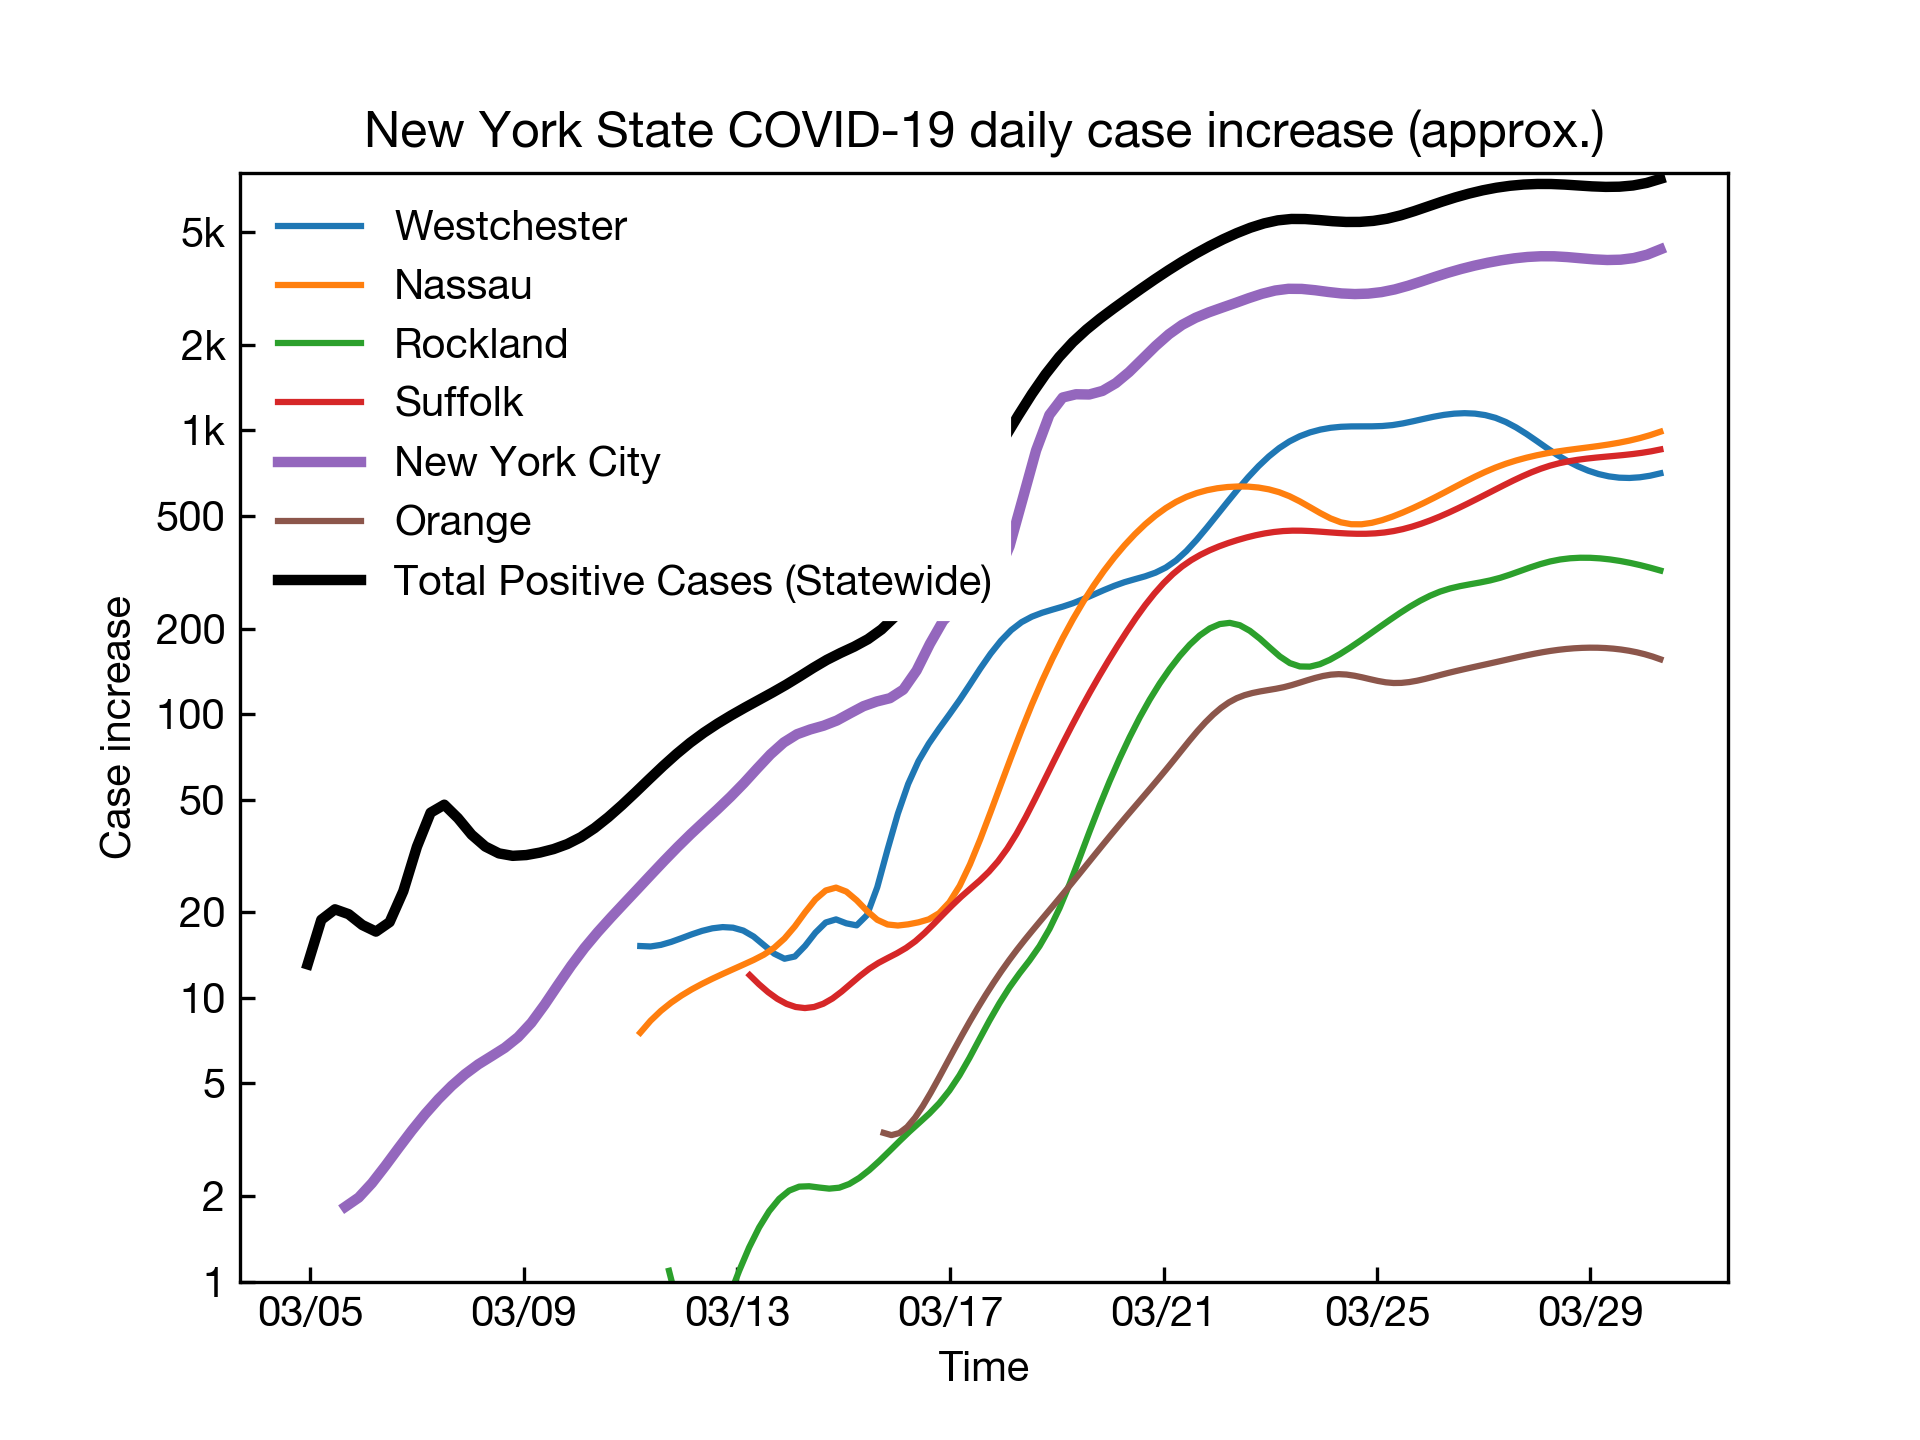 New York State COVID-19 daily case increase (approx.)
Westchester
Nassau
Rockland
Suffolk
New York City
Orange
Total Positive Cases (Statewide)
Case increase
5k
2k
1k
500
200
100
50
20
10
5
2
1
03/05 03/09 03/13 03/17 03/21 03/25 03/29
Time